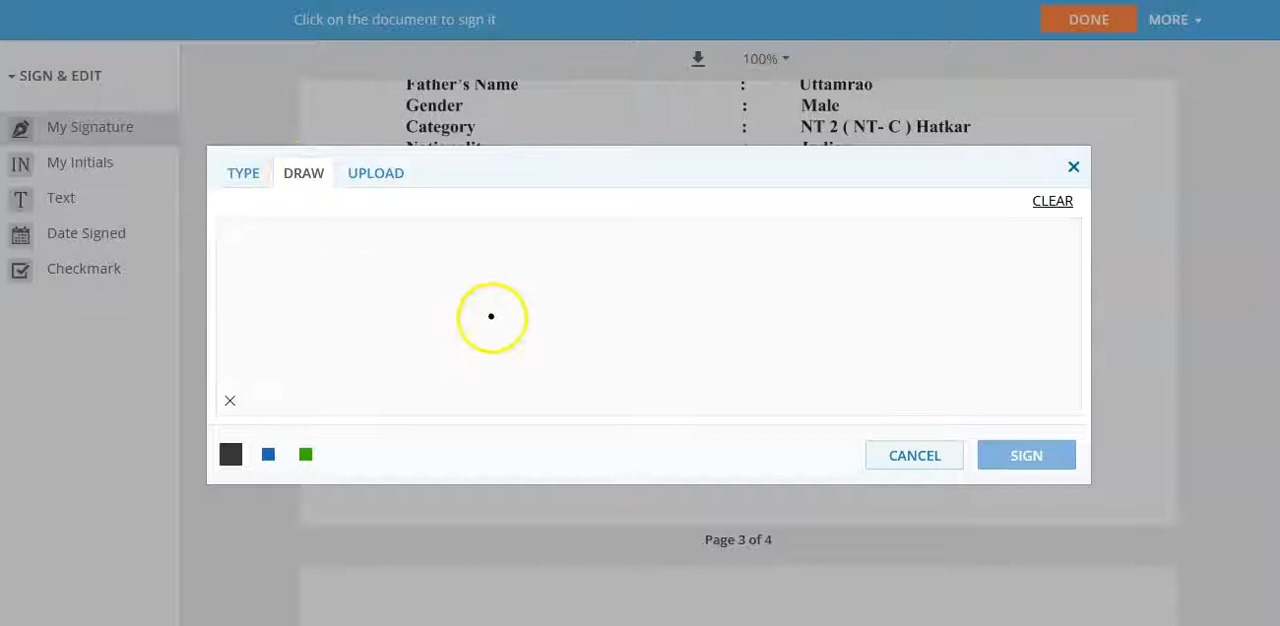 Click on the document to sign it
DONE
MORE
SIGN & EDIT
100%
Father's Name : Uttamrao
Gender : Male
Category : NT 2 ( NT- C ) Hatkar
My Signature
IN My Initials
T Text
Date Signed
Checkmark
TYPE DRAW UPLOAD
CLEAR
CANCEL
SIGN
Page 3 of 4